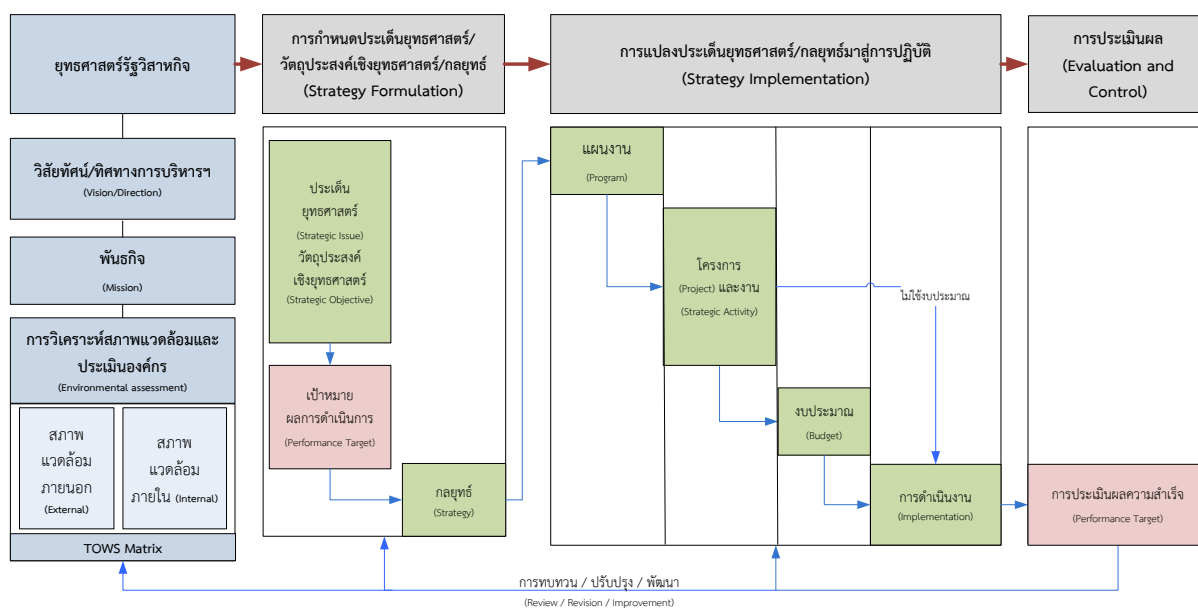 ยุทธศาสตร์รัฐวิสาหกิจ
การกำหนดประเด็นยุทธศาสตร์/
วัตถุประสงค์เชิงยุทธศาสตร์/กลยุทธ์
(Strategy Formulation)
การแปลงประเด็นยุทธศาสตร์/กลยุทธ์มาสู่การปฏิบัติ
(Strategy Implementation)
การประเมินผล
(Evaluation and
Control)
วิสัยทัศน์/ทิศทางการบริหารฯ
(Vision/Direction)
พันธกิจ
(Mission)
การวิเคราะห์สภาพแวดล้อมและ
ประเมินองค์กร
(Environmental assessment)
สภาพ
แวดล้อม
ภายนอก
(External)
สภาพ
แวดล้อม
ภายใน (Internal)
TOWS Matrix
ประเด็น
ยุทธศาสตร์
(Strategic Issue)
วัตถุประสงค์
เชิงยุทธศาสตร์
(Strategic Objective)
เป้าหมาย
ผลการดำเนินการ
(Performance Target)
กลยุทธ์
(Strategy)
แผนงาน
(Program)
โครงการ
(Project) และงาน
(Strategic Activity)
ไม่ใช้งบประมาณ
งบประมาณ
(Budget)
การดำเนินงาน
(Implementation)
การประเมินผลความสำเร็จ
(Performance Target)
การทบทวน / ปรับปรุง / พัฒนา
(Review / Revision / Improvement)